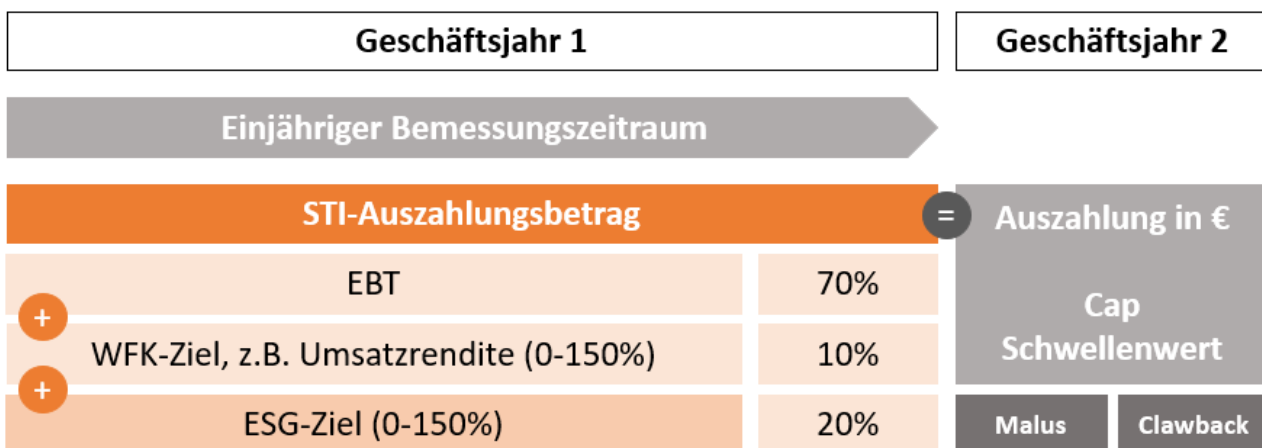 Geschäftsjahr 1
Geschäftsjahr 2
Einjähriger Bemessungszeitraum
STI-Auszahlungsbetrag
=
Auszahlung in €
EBT
70%
+
Cap
WFK-Ziel, z.B. Umsatzrendite (0-150%)
10%
Schwellenwert
+
ESG-Ziel (0-150%)
20%
Malus
Clawback